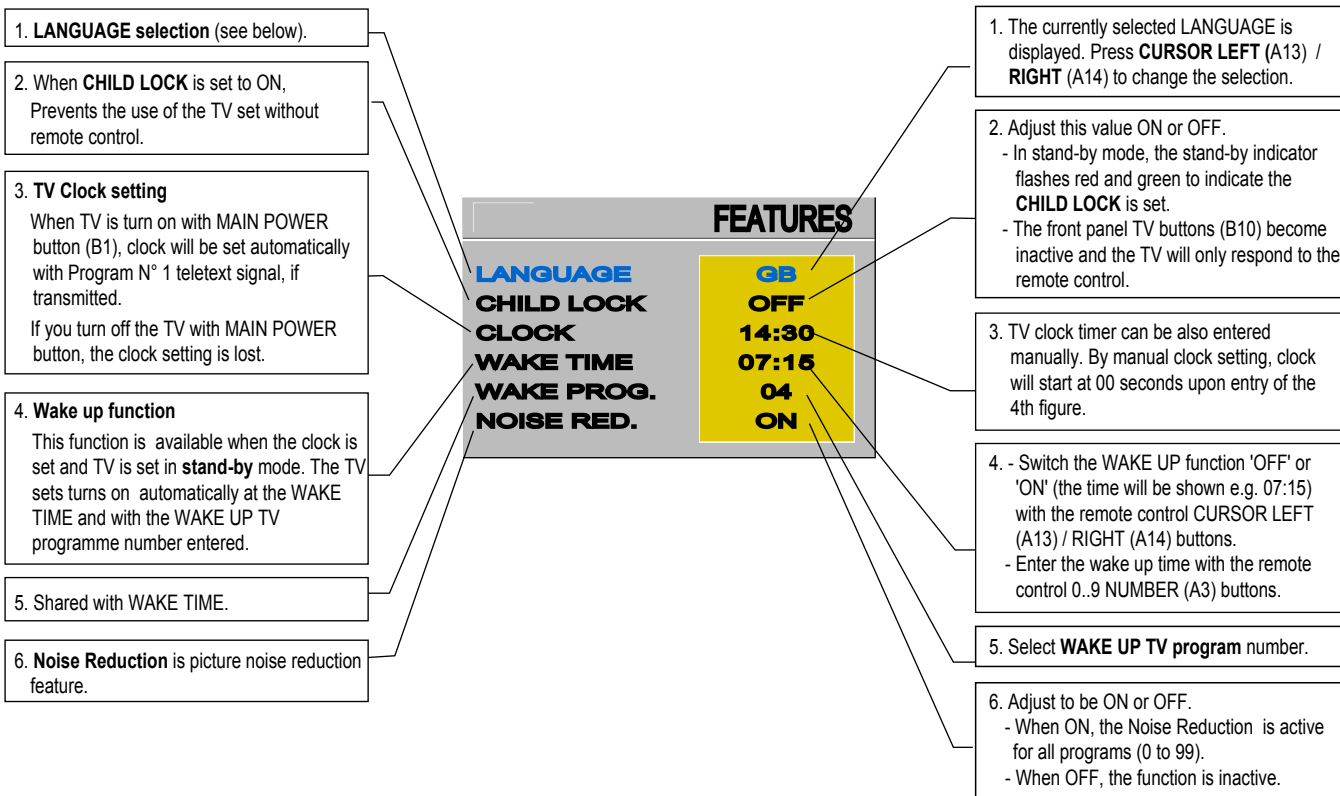 1. LANGUAGE selection (see below).
2. When CHILD LOCK is set to ON,
Prevents the use of the TV set without
remote control.
3. TV Clock setting
When TV is turn on with MAIN POWER
button (B1), clock will be set automatically
with Program N° 1 teletext signal, if
transmitted.
If you turn off the TV with MAIN POWER
button, the clock setting is lost.
4. Wake up function
This function is available when the clock is
set and TV is set in stand-by mode. The TV
sets turns on automatically at the WAKE
TIME and with the WAKE UP TV
programme number entered.
5. Shared with WAKE TIME.
6. Noise Reduction is picture noise reduction
feature.
FEATURES
LANGUAGE GB
CHILD LOCK OFF
CLOCK 14:30
WAKE TIME 07:15
WAKE PROG. 04
NOISE RED. ON
1. The currently selected LANGUAGE is
displayed. Press CURSOR LEFT (A13) /
RIGHT (A14) to change the selection.
2. Adjust this value ON or OFF.
- In stand-by mode, the stand-by indicator
flashes red and green to indicate the
CHILD LOCK is set.
- The front panel TV buttons (B10) become
inactive and the TV will only respond to the
remote control.
3. TV clock timer can be also entered
manually. By manual clock setting, clock
will start at 00 seconds upon entry of the
4th figure.
4. - Switch the WAKE UP function 'OFF' or
'ON' (the time will be shown e.g. 07:15)
with the remote control CURSOR LEFT
(A13) / RIGHT (A14) buttons.
- Enter the wake up time with the remote
control 0..9 NUMBER (A3) buttons.
5. Select WAKE UP TV program number.
6. Adjust to be ON or OFF.
- When ON, the Noise Reduction is active
for all programs (0 to 99).
- When OFF, the function is inactive.